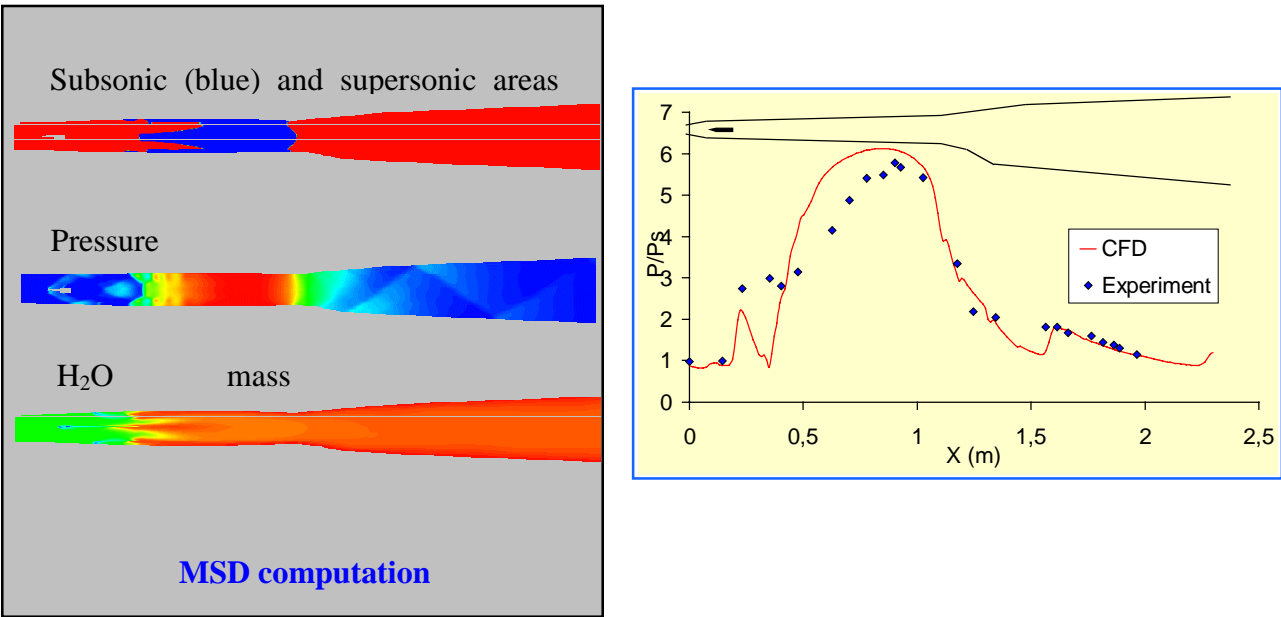 Subsonic (blue) and supersonic areas
Pressure
H₂O mass
MSD computation
7
6
5
4
3
2
1
0
P/Ps
CFD
Experiment
0 0,5 1 1,5 2 2,5
X (m)